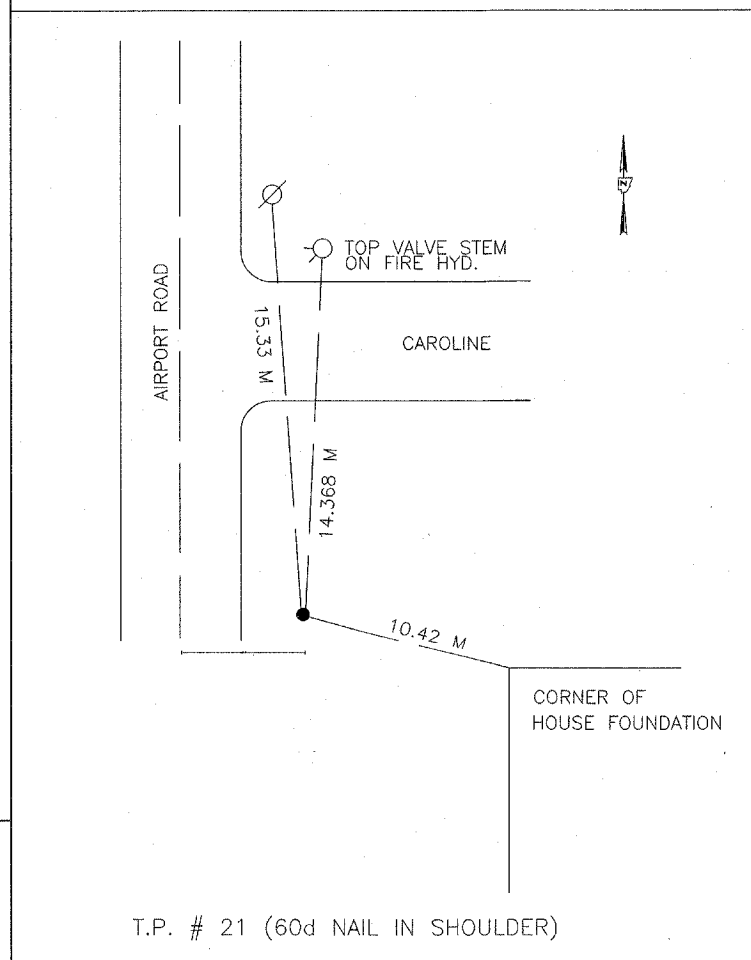 N
TOP VALVE STEM
ON FIRE HYD.
AIRPORT ROAD
15.33 M
CAROLINE
14.368 M
10.42 M
CORNER OF
HOUSE FOUNDATION
T.P. # 21 (60d NAIL IN SHOULDER)